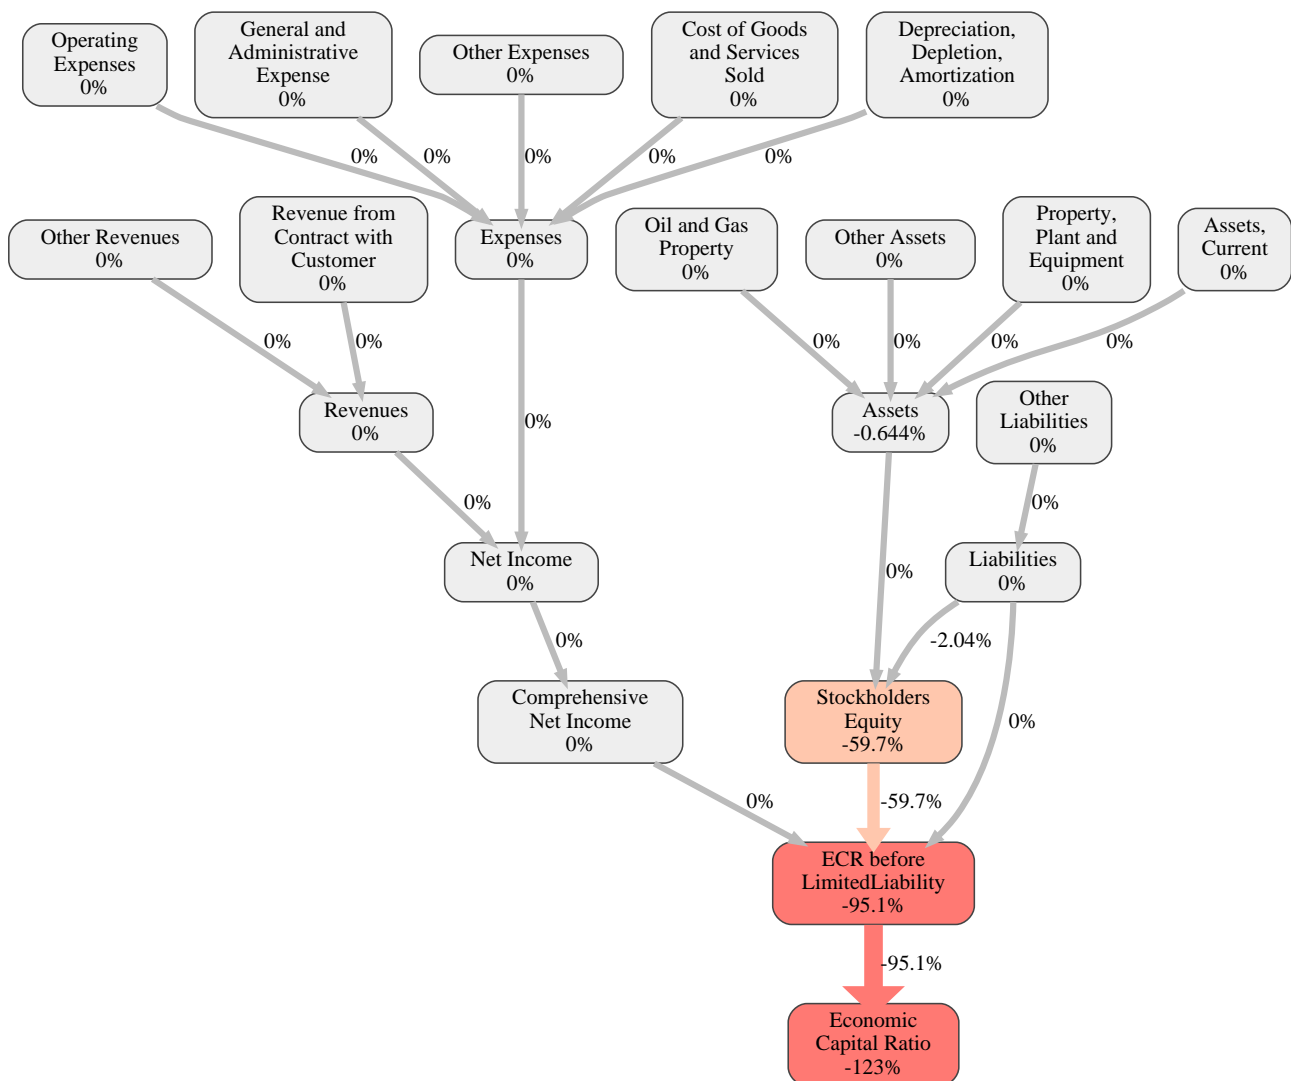 Operating
Expenses
0%
General and
Administrative
Expense
0%
Other Expenses
0%
Cost of Goods
and Services
Sold
0%
Depreciation,
Depletion,
Amortization
0%
0%
0%
0%
0%
0%
Other Revenues
0%
Revenue from
Contract with
Customer
0%
Expenses
0%
Oil and Gas
Property
0%
Other Assets
0%
Property,
Plant and
Equipment
0%
Assets,
Current
0%
0%
0%
0%
0%
0%
0%
Revenues
0%
0%
Assets
-0.644%
Other
Liabilities
0%
0%
0%
Net Income
0%
0%
Liabilities
0%
0%
-2.04%
Comprehensive
Net Income
0%
Stockholders
Equity
-59.7%
0%
0%
-59.7%
ECR before
LimitedLiability
-95.1%
-95.1%
Economic
Capital Ratio
-123%